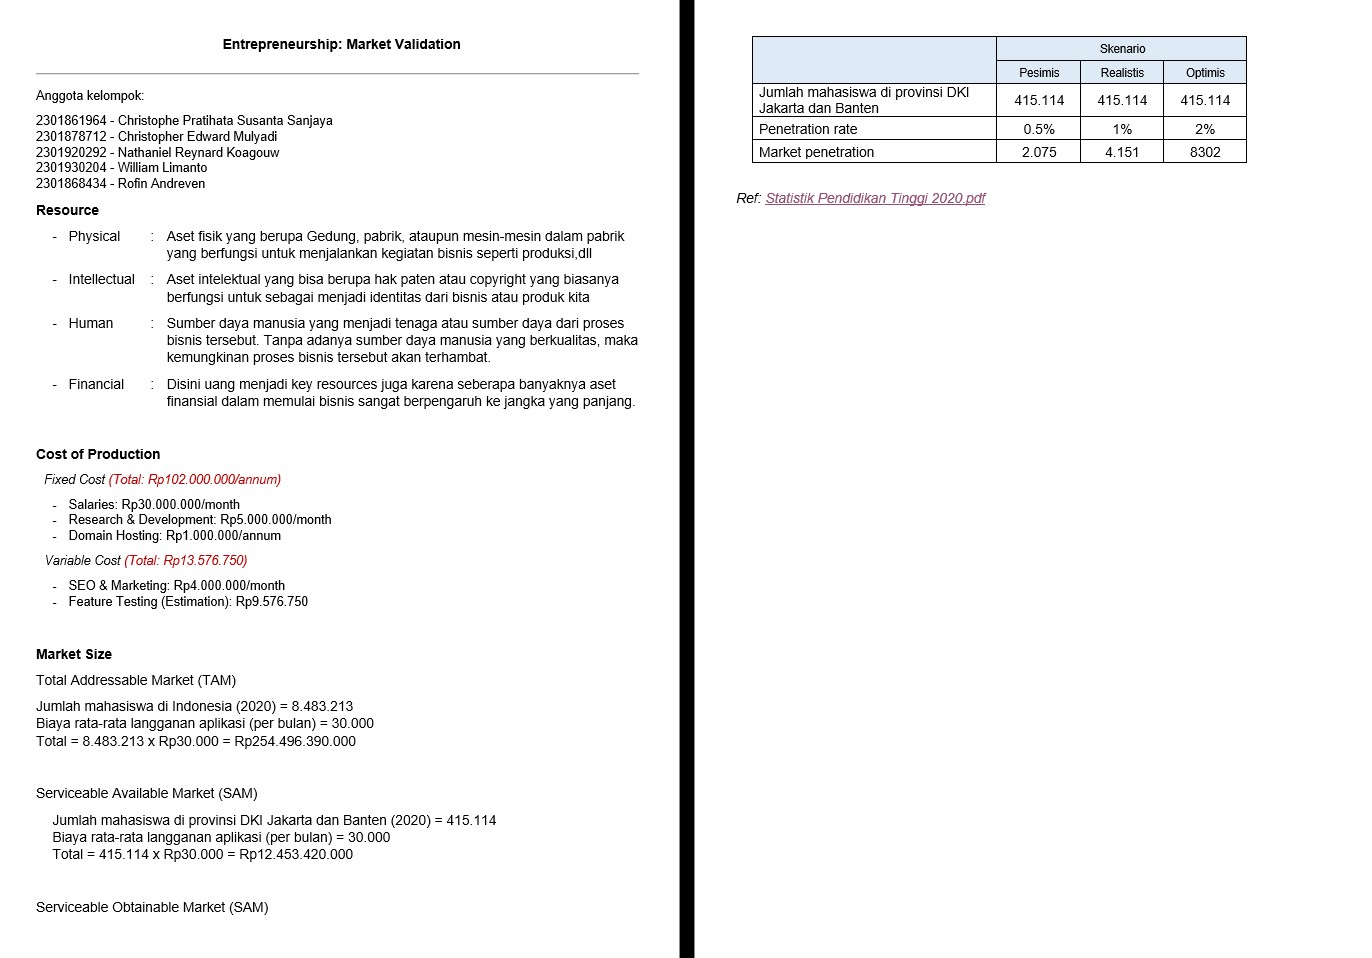 Entrepreneurship: Market Validation
Anggota kelompok:
2301861964 - Christophe Pratihata Susanta Sanjaya
2301878712 - Christopher Edward Mulyadi
2301920292 - Nathaniel Reynard Koagouw
2301930204 - William Limanto
2301868434 - Rofin Andreven
Resource
- Physical : Aset fisik yang berupa Gedung, pabrik, ataupun mesin-mesin dalam pabrik
yang berfungsi untuk menjalankan kegiatan bisnis seperti produksi,dll
- Intellectual : Aset intelektual yang bisa berupa hak paten atau copyright yang biasanya
berfungsi untuk sebagai menjadi identitas dari bisnis atau produk kita
- Human : Sumber daya manusia yang menjadi tenaga atau sumber daya dari proses
bisnis tersebut. Tanpa adanya sumber daya manusia yang berkualitas, maka
kemungkinan proses bisnis tersebut akan terhambat.
- Financial : Disini uang menjadi key resources juga karena seberapa banyaknya aset
finansial dalam memulai bisnis sangat berpengaruh ke jangka yang panjang.
Cost of Production
Fixed Cost (Total: Rp102.000.000/annum)
- Salaries: Rp30.000.000/month
- Research & Development: Rp5.000.000/month
- Domain Hosting: Rp1.000.000/annum
Variable Cost (Total: Rp13.576.750)
- SEO & Marketing: Rp4.000.000/month
- Feature Testing (Estimation): Rp9.576.750
Market Size
Total Addressable Market (TAM)
Jumlah mahasiswa di Indonesia (2020) = 8.483.213
Biaya rata-rata langganan aplikasi (per bulan) = 30.000
Total = 8.483.213 x Rp30.000 = Rp254.496.390.000
Serviceable Available Market (SAM)
Jumlah mahasiswa di provinsi DKI Jakarta dan Banten (2020) = 415.114
Biaya rata-rata langganan aplikasi (per bulan) = 30.000
Total = 415.114 x Rp30.000 = Rp12.453.420.000
Serviceable Obtainable Market (SAM)
Skenario
Pesimis Realistis Optimis
Jumlah mahasiswa di provinsi DKI
Jakarta dan Banten 415.114 415.114 415.114
Penetration rate 0.5% 1% 2%
Market penetration 2.075 4.151 8302
Ref: Statistik Pendidikan Tinggi 2020.pdf